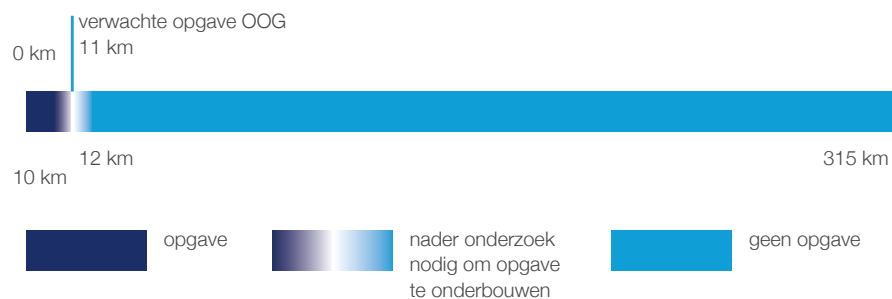 verwachte opgave OOG
11 km
0 km
12 km
315 km
10 km
opgave
nader onderzoek
nodig om opgave
te onderbouwen
geen opgave